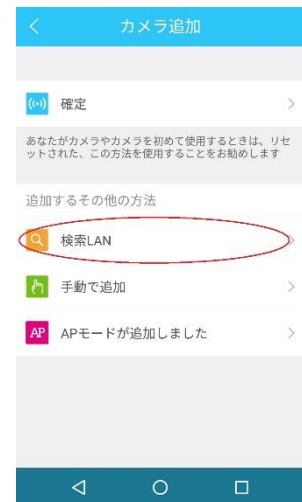 カメラ追加
確定
あなたがカメラやカメラを初めて使用するときは、リセ
ットされた、この方法を使用することをお勧めします
追加するその他の方法
検索LAN
手動で追加
AP APモードが追加しました